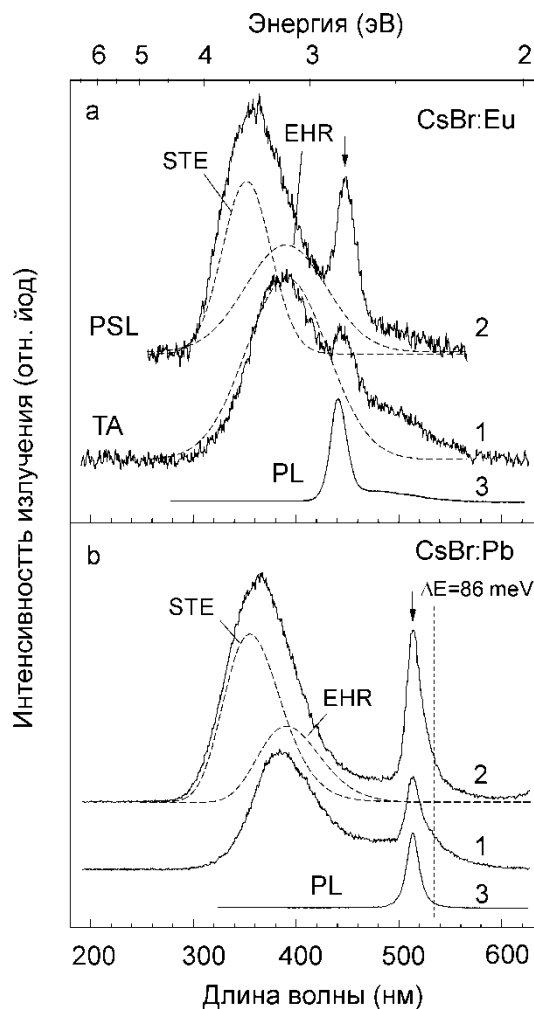 Энергия (эВ)
6 5 4 3 2
a
CsBr:Eu
EHR
STE
PSL
2
TA
1
PL
3
Интенсивность излучения (отн. йод)
b
CsBr:Pb
ΛE=86 meV
STE
EHR
2
1
PL
3
200 300 400 500 600
Длина волны (нм)